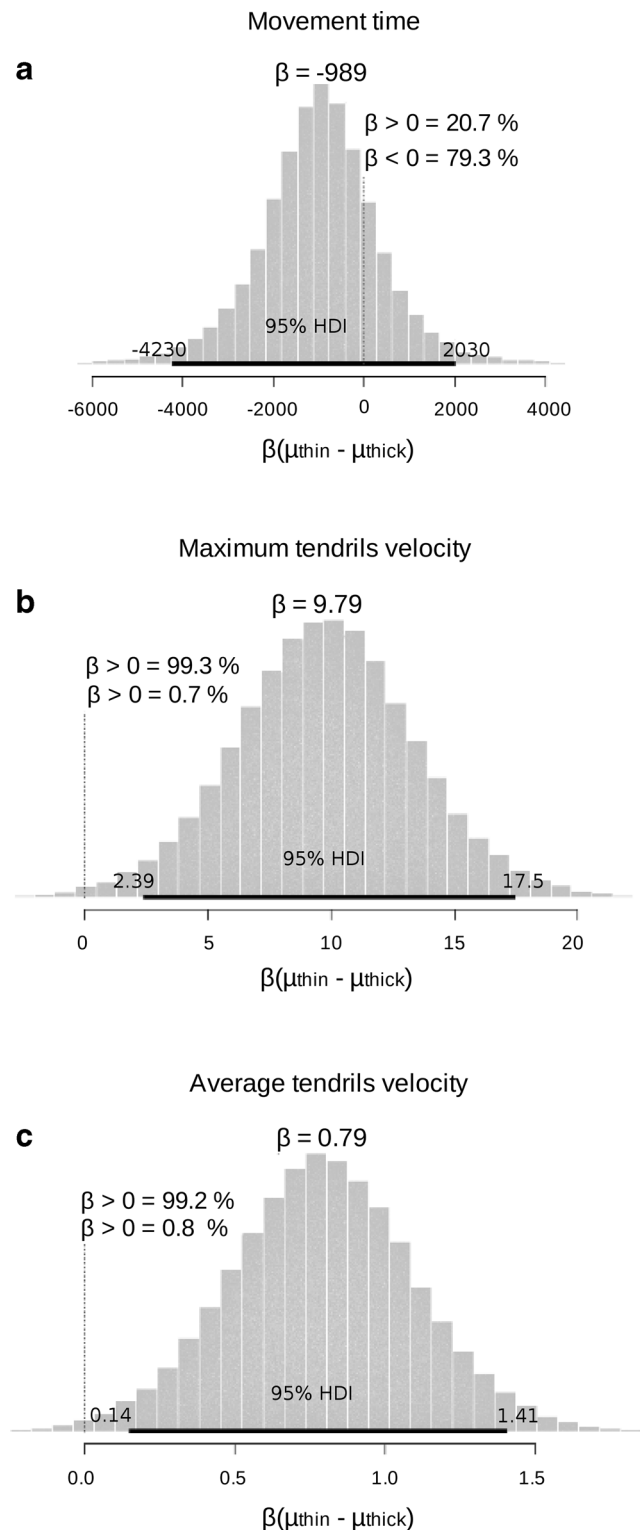 Movement time
a
β = -989
β > 0 = 20.7 %
β < 0 = 79.3 %
95% HDI
-4230 2030
-6000 -4000 -2000 0 2000 4000
β(μthin - μthick)
Maximum tendrils velocity
b
β = 9.79
β > 0 = 99.3 %
β > 0 = 0.7 %
95% HDI
2.39 17.5
0 5 10 15 20
β(μthin - μthick)
Average tendrils velocity
c
β = 0.79
β > 0 = 99.2 %
β > 0 = 0.8 %
95% HDI
0.14 1.41
0.0 0.5 1.0 1.5
β(μthin - μthick)